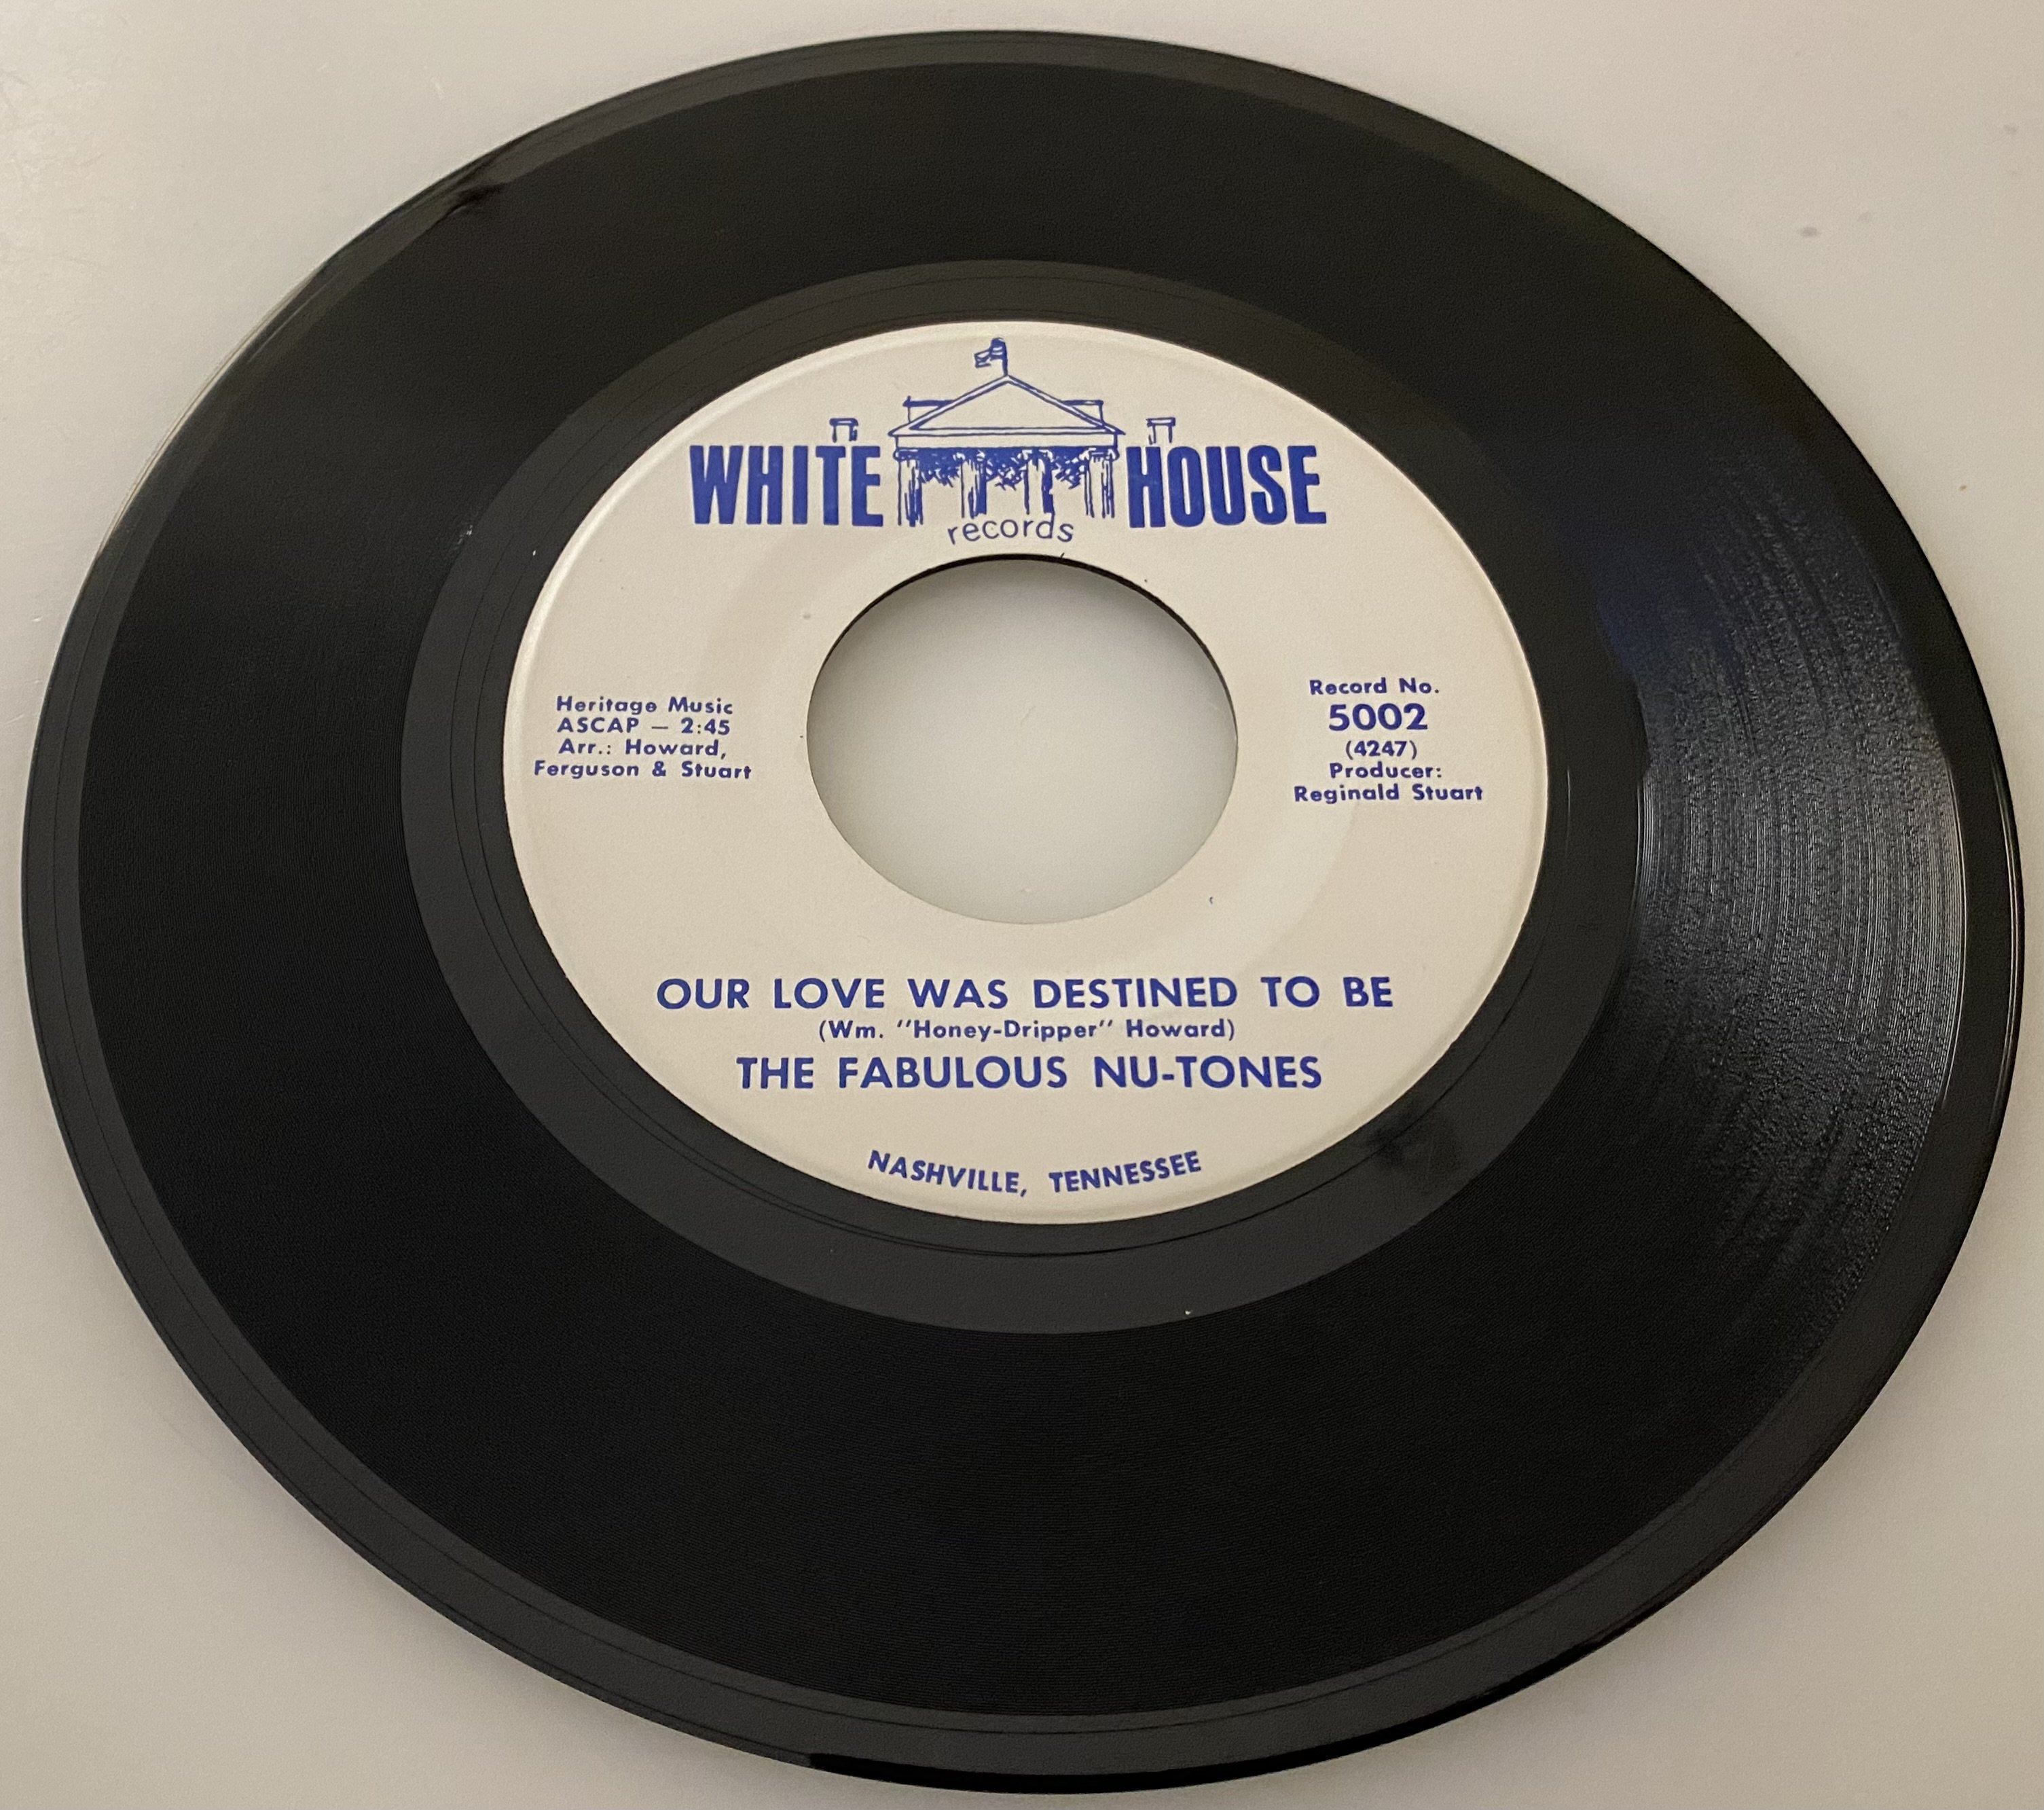 WHITE HOUSE
records
Heritage Music
ASCAP — 2:45
Arr.: Howard,
Ferguson & Stuart
Record No.
5002
(4247)
Producer:
Reginald Stuart
OUR LOVE WAS DESTINED TO BE
(Wm. "Honey-Dripper" Howard)
THE FABULOUS NU-TONES
NASHVILLE, TENNESSEE